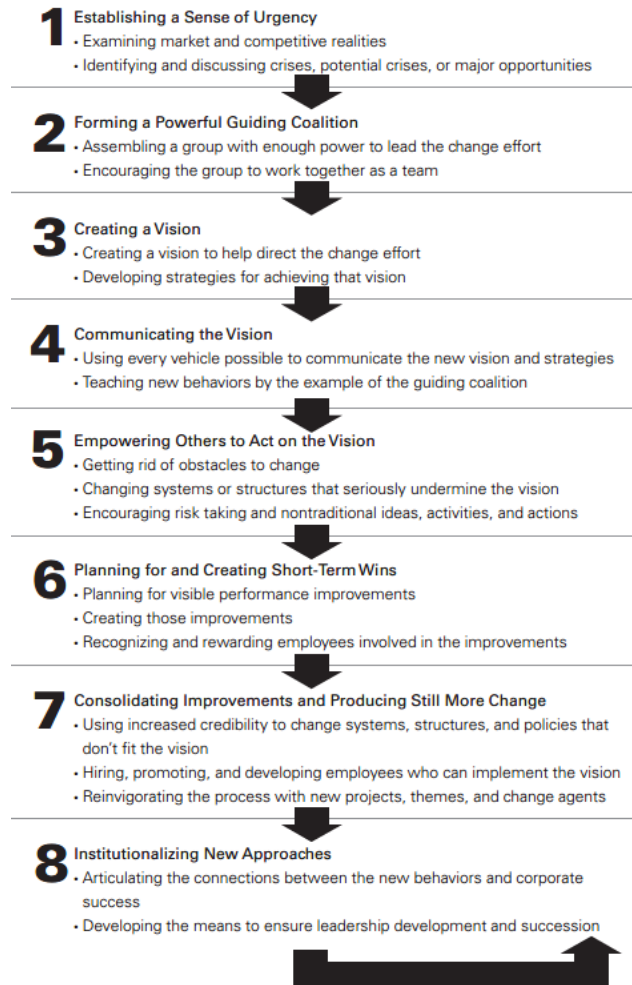 1 Establishing a Sense of Urgency
· Examining market and competitive realities
· Identifying and discussing crises, potential crises, or major opportunities
2 Forming a Powerful Guiding Coalition
· Assembling a group with enough power to lead the change effort
· Encouraging the group to work together as a team
3 Creating a Vision
· Creating a vision to help direct the change effort
· Developing strategies for achieving that vision
4 Communicating the Vision
· Using every vehicle possible to communicate the new vision and strategies
· Teaching new behaviors by the example of the guiding coalition
5 Empowering Others to Act on the Vision
· Getting rid of obstacles to change
· Changing systems or structures that seriously undermine the vision
· Encouraging risk taking and nontraditional ideas, activities, and actions
6 Planning for and Creating Short-Term Wins
· Planning for visible performance improvements
· Creating those improvements
· Recognizing and rewarding employees involved in the improvements
7 Consolidating Improvements and Producing Still More Change
· Using increased credibility to change systems, structures, and policies that
don't fit the vision
· Hiring, promoting, and developing employees who can implement the vision
· Reinvigorating the process with new projects, themes, and change agents
8 Institutionalizing New Approaches
· Articulating the connections between the new behaviors and corporate
success
· Developing the means to ensure leadership development and succession